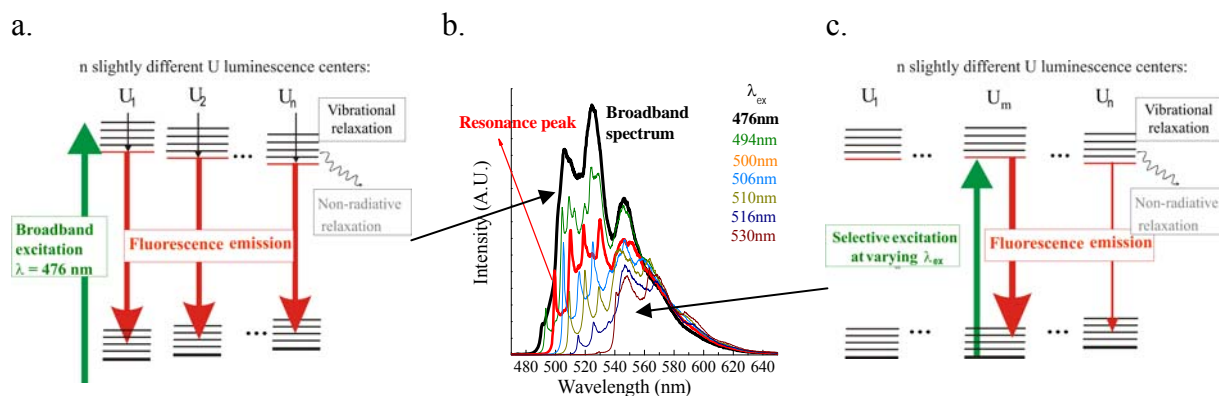 a.
n slightly different U luminescence centers:
U1
U2
Un
Vibrational
relaxation
...
...
Non-radiative
relaxation
Broadband
excitation
λ = 476 nm
Fluorescence emission
b.
Resonance peak
Broadband
spectrum
λex
476nm
494nm
500nm
506nm
510nm
516nm
530nm
Intensity (A.U.)
480 500 520 540 560 580 600 620 640
Wavelength (nm)
c.
n slightly different U luminescence centers:
U1
Um
Un
Vibrational
relaxation
...
...
Non-radiative
relaxation
Selective excitation
at varying λex
Fluorescence emission
...
...